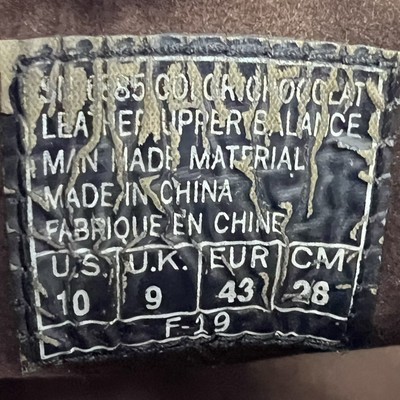 COLOR:CHOCOLAT
LEATHER UPPER BALANCE
MAN MADE MATERIAL
MADE IN CHINA
FABRIQUE EN CHINE
U.S. U.K. EUR CM
10 9 43 28
F-19